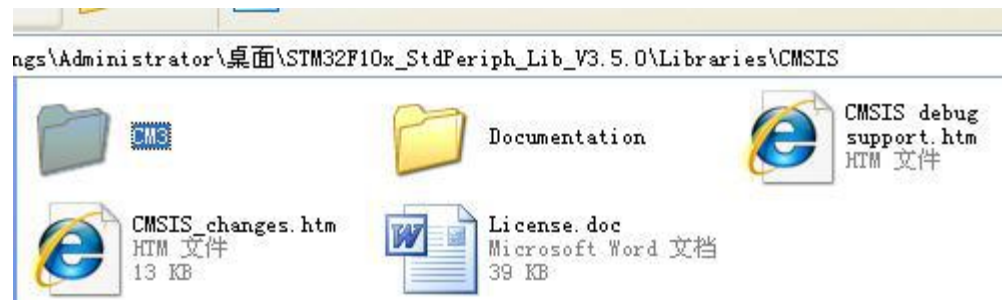 ngs\Administrator\桌面\STM32F10x_StdPeriph_Lib_V3.5.0\Libraries\CMSIS
CM3
Documentation
CMSIS debug
support.htm
HTM 文件
CMSIS_changes.htm
HTM 文件
13 KB
License.doc
Microsoft Word 文档
39 KB